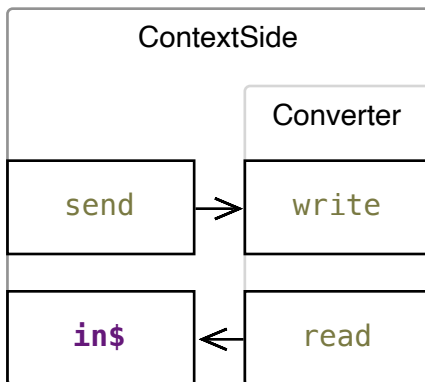 ContextSide
Converter
send write
in$ read